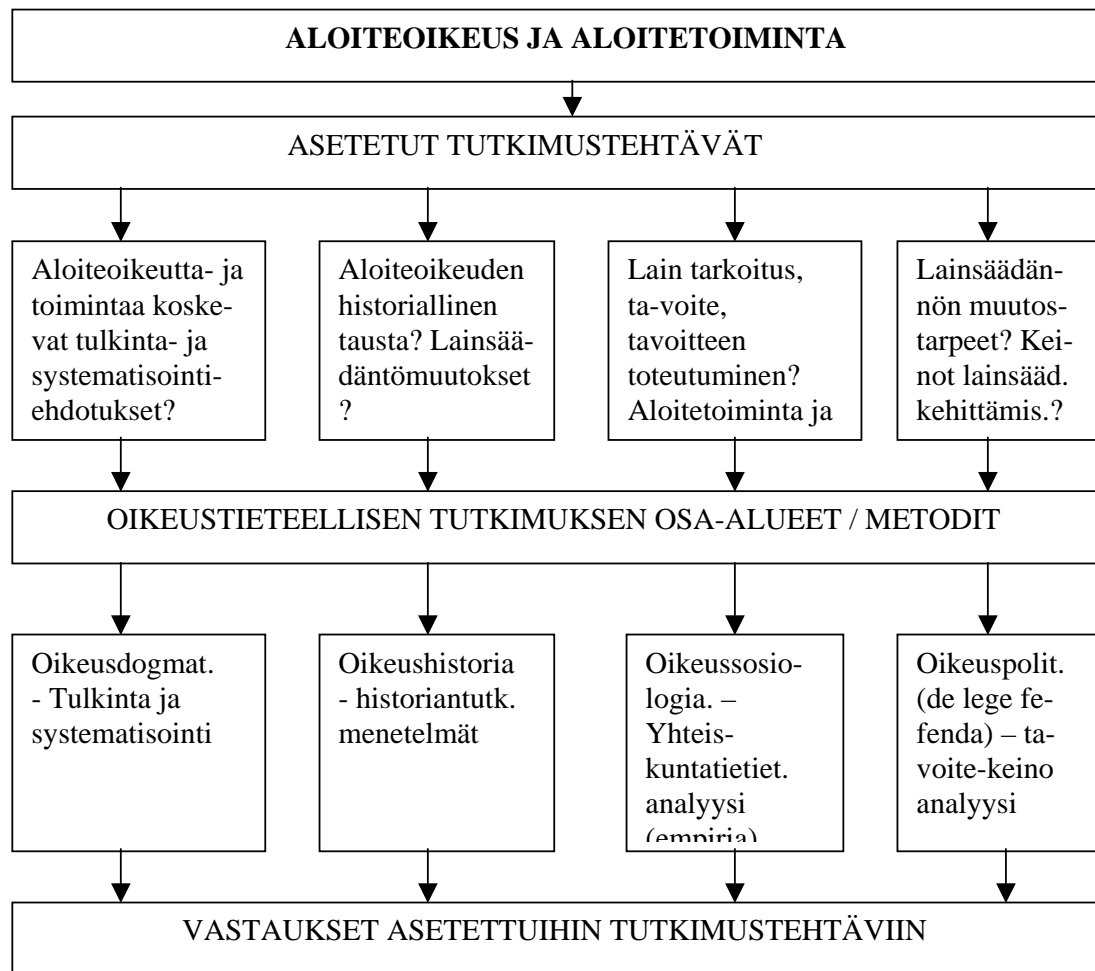 ALOITEOIKEUS JA ALOITETOIMINTA
ASETETUT TUTKIMUSTEHTÄVÄT
Aloiteoikeutta- ja
toimintaa koske-
vat tulkinta- ja
systematisointi-
ehdotukset?
Aloiteoikeuden
historiallinen
tausta? Lainsää-
däntömuutokset
?
Lain tarkoitus,
ta-voite,
tavoitteen
toteutuminen?
Aloitetoiminta ja
Lainsäädän-
nön muutos-
tarpeet? Kei-
not lainsääd.
kehittämis.?
OIKEUSTIETEELLISEN TUTKIMUKSEN OSA-ALUEET / METODIT
Oikeusdogmat.
- Tulkinta ja
systematisointi
Oikeushistoria
- historiantutk.
menetelmät
Oikeussosio-
logia. –
Yhteis-
kuntatietiet.
analyysi
(empiria)
Oikeuspolit.
(de lege fe-
fenda) – ta-
voite-keino
analyysi
VASTAUKSET ASETETTUIHIN TUTKIMUSTEHTÄVIIN